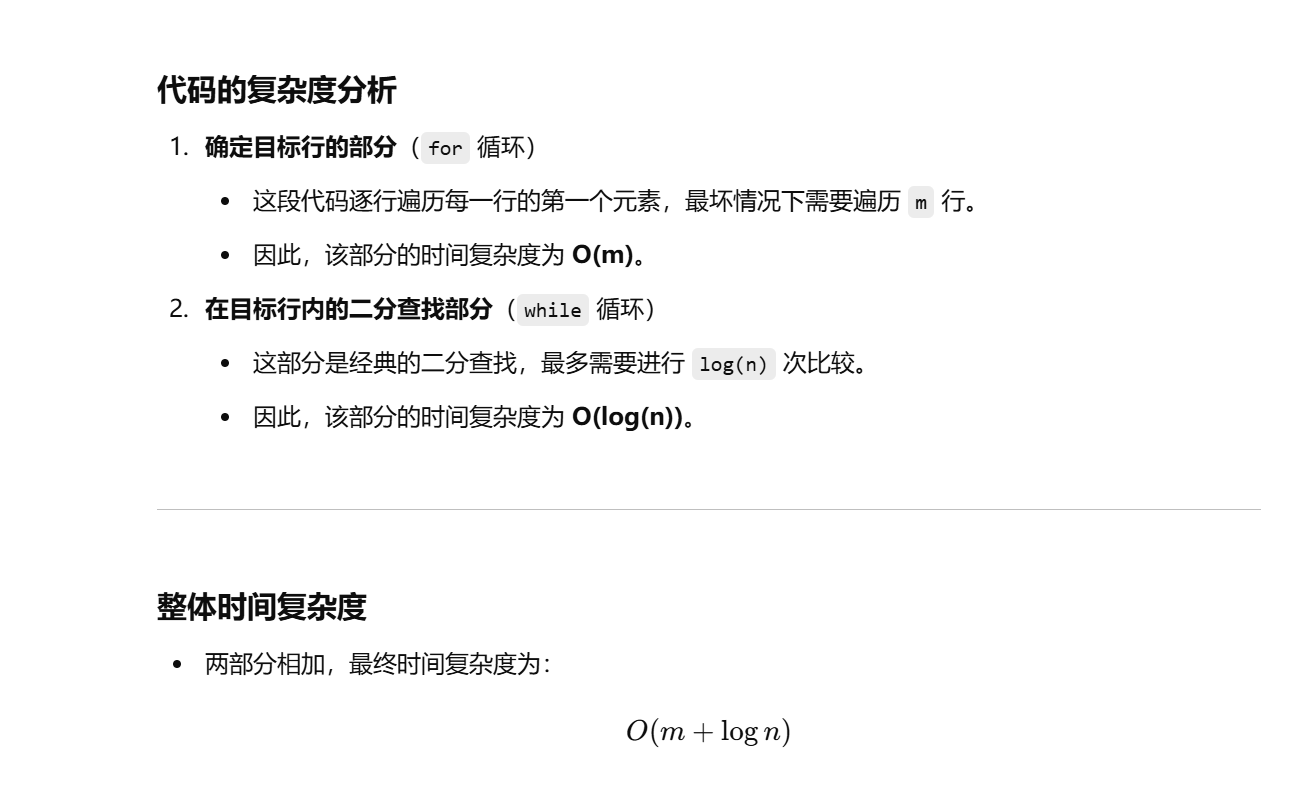 代码的复杂度分析
1. 确定目标行的部分（for 循环）
• 这段代码逐行遍历每一行的第一个元素，最坏情况下需要遍历 m 行。
• 因此，该部分的时间复杂度为 O(m)。
2. 在目标行内的二分查找部分（while 循环）
• 这部分是经典的二分查找，最多需要进行 log(n) 次比较。
• 因此，该部分的时间复杂度为 O(log(n))。
整体时间复杂度
• 两部分相加，最终时间复杂度为：
O(m + log n)